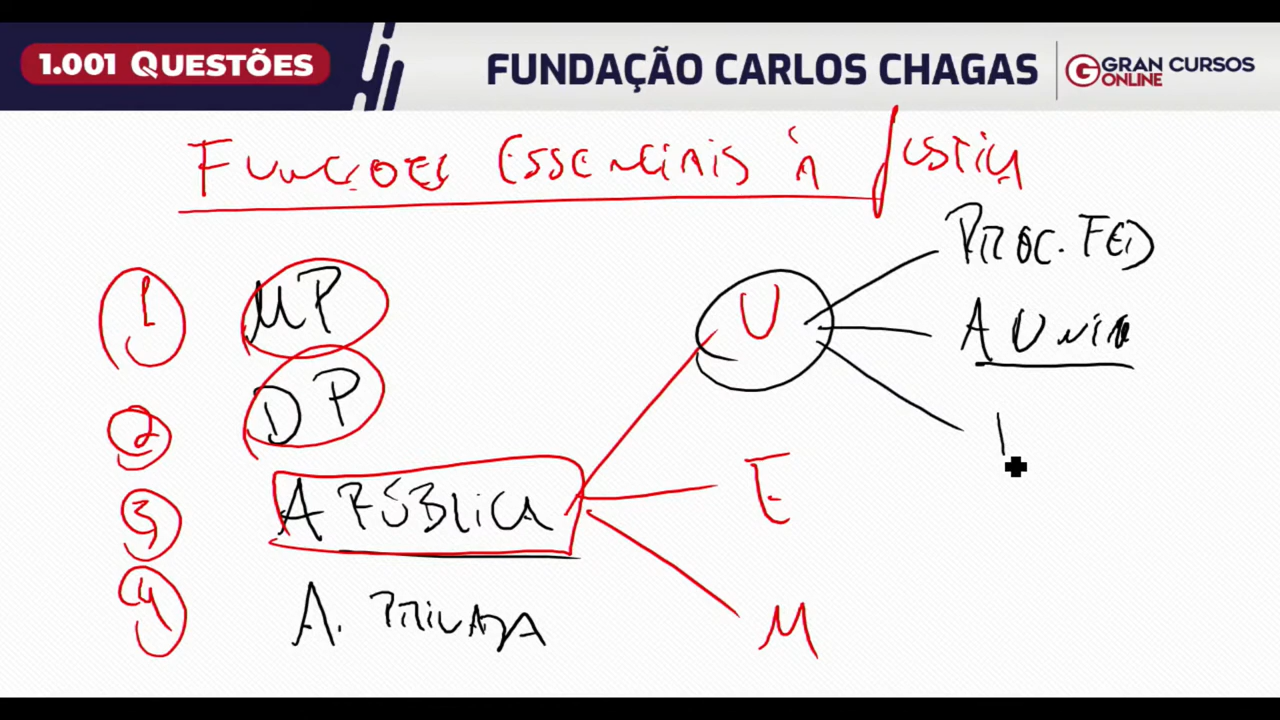 1.001 QUESTÕES
FUNDAÇÃO CARLOS CHAGAS
GRAN CURSOS
ONLINE
FUNÇOES ESSENCIAIS À JUSTIÇA
PROC. FED
1 MP
U
A UNIÃO
2 DP
3 A PÚBLICA
E
4 A. PRIVADA
M